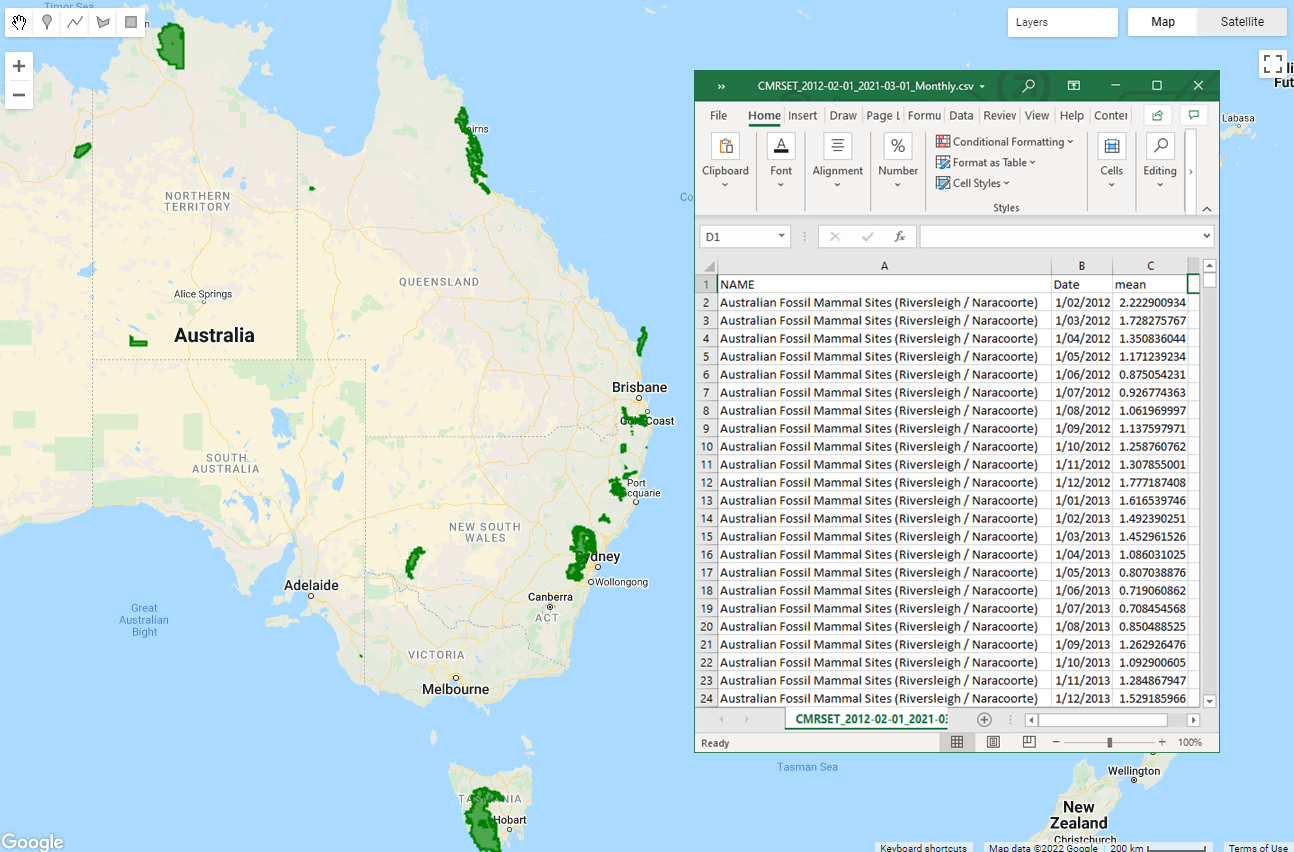 Timor Sea
Layers
Map
Satellite
Labasa
Cairns
NORTHERN
TERRITORY
QUEENSLAND
Alice Springs
Australia
Brisbane
Gold Coast
SOUTH
AUSTRALIA
Port
Macquarie
NEW SOUTH
WALES
Sydney
Wollongong
Adelaide
Canberra
ACT
Great
Australian
Bight
VICTORIA
Melbourne
Tasman Sea
TASMANIA
Hobart
Wellington
New
Zealand
Christchurch
Google
Keyboard shortcuts
Map data ©2022 Google
200 km
Terms of Use
CMRSET_2012-02-01_2021-03-01_Monthly.csv
File Home Insert Draw Page L Formu Data Review View Help Conter
Clipboard Font Alignment Number
Conditional Formatting
Format as Table
Cell Styles
Styles
Cells
Editing
D1
fx
A B C
1 NAME Date mean
2 Australian Fossil Mammal Sites (Riversleigh / Naracoorte) 1/02/2012 2.222900934
3 Australian Fossil Mammal Sites (Riversleigh / Naracoorte) 1/03/2012 1.728275767
4 Australian Fossil Mammal Sites (Riversleigh / Naracoorte) 1/04/2012 1.350836044
5 Australian Fossil Mammal Sites (Riversleigh / Naracoorte) 1/05/2012 1.171239234
6 Australian Fossil Mammal Sites (Riversleigh / Naracoorte) 1/06/2012 0.875054231
7 Australian Fossil Mammal Sites (Riversleigh / Naracoorte) 1/07/2012 0.926774363
8 Australian Fossil Mammal Sites (Riversleigh / Naracoorte) 1/08/2012 1.061969997
9 Australian Fossil Mammal Sites (Riversleigh / Naracoorte) 1/09/2012 1.137597971
10 Australian Fossil Mammal Sites (Riversleigh / Naracoorte) 1/10/2012 1.258760762
11 Australian Fossil Mammal Sites (Riversleigh / Naracoorte) 1/11/2012 1.307855001
12 Australian Fossil Mammal Sites (Riversleigh / Naracoorte) 1/12/2012 1.777187408
13 Australian Fossil Mammal Sites (Riversleigh / Naracoorte) 1/01/2013 1.616539746
14 Australian Fossil Mammal Sites (Riversleigh / Naracoorte) 1/02/2013 1.492390251
15 Australian Fossil Mammal Sites (Riversleigh / Naracoorte) 1/03/2013 1.452961526
16 Australian Fossil Mammal Sites (Riversleigh / Naracoorte) 1/04/2013 1.086031025
17 Australian Fossil Mammal Sites (Riversleigh / Naracoorte) 1/05/2013 0.807038876
18 Australian Fossil Mammal Sites (Riversleigh / Naracoorte) 1/06/2013 0.719060862
19 Australian Fossil Mammal Sites (Riversleigh / Naracoorte) 1/07/2013 0.708454568
20 Australian Fossil Mammal Sites (Riversleigh / Naracoorte) 1/08/2013 0.850488525
21 Australian Fossil Mammal Sites (Riversleigh / Naracoorte) 1/09/2013 1.262926476
22 Australian Fossil Mammal Sites (Riversleigh / Naracoorte) 1/10/2013 1.092900605
23 Australian Fossil Mammal Sites (Riversleigh / Naracoorte) 1/11/2013 1.284867947
24 Australian Fossil Mammal Sites (Riversleigh / Naracoorte) 1/12/2013 1.529185966
CMRSET_2012-02-01_2021-03
Ready
100%